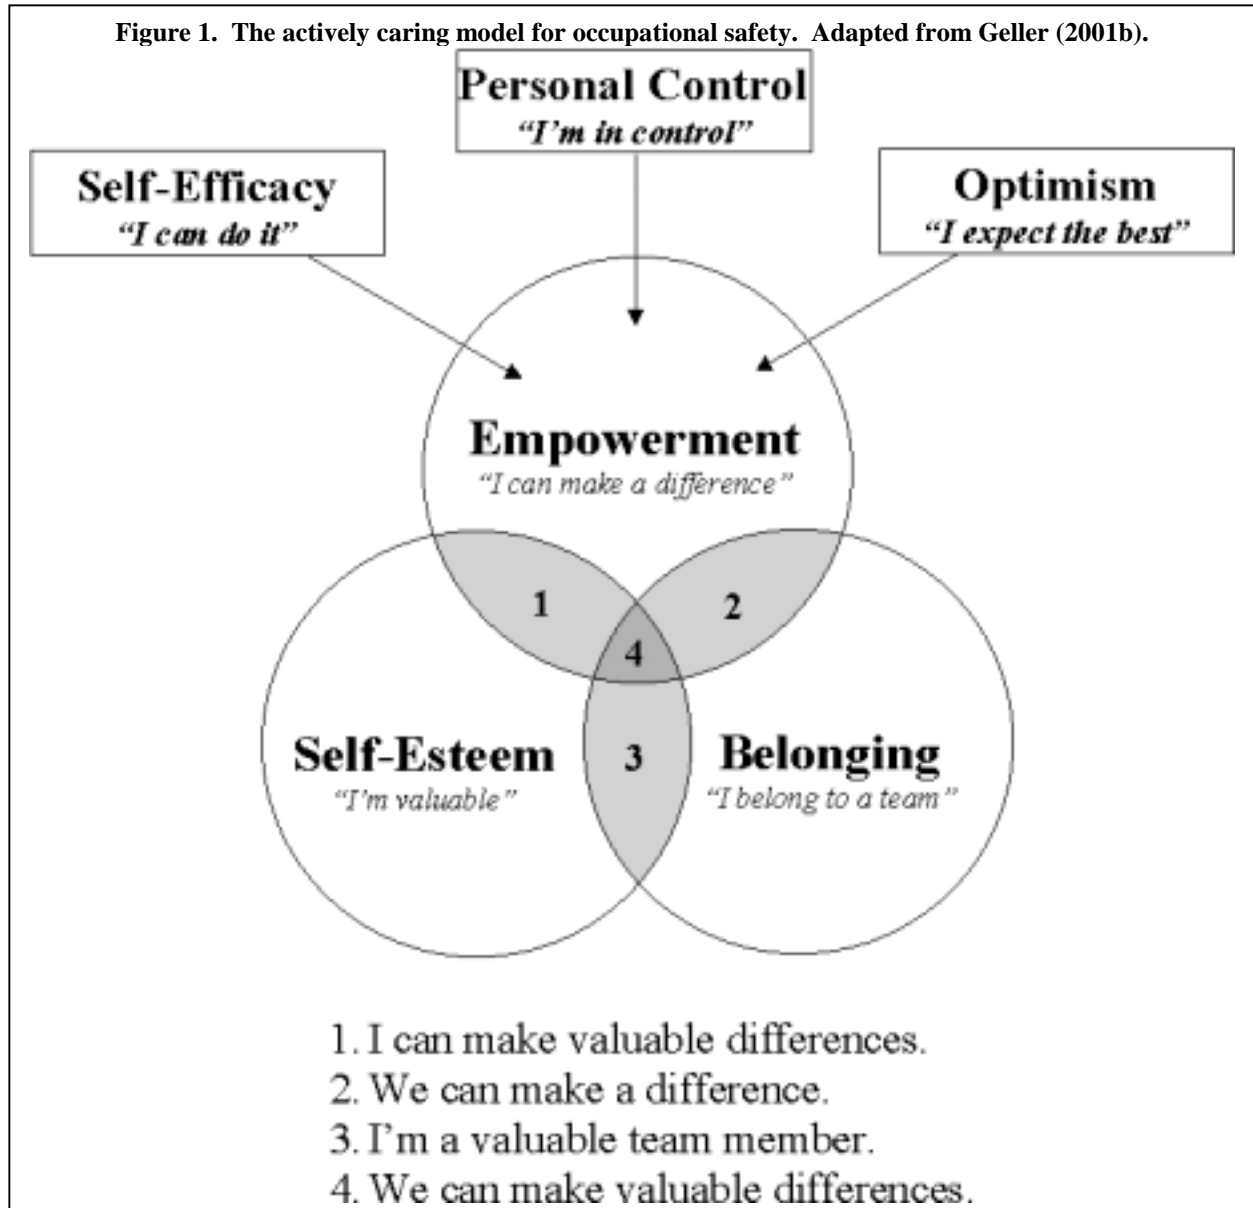 Figure 1. The actively caring model for occupational safety. Adapted from Geller (2001b).
Personal Control
“I’m in control”
Self-Efficacy
“I can do it”
Optimism
“I expect the best”
Empowerment
“I can make a difference”
1
2
4
3
Self-Esteem
“I’m valuable”
Belonging
“I belong to a team”
1. I can make valuable differences.
2. We can make a difference.
3. I’m a valuable team member.
4. We can make valuable differences.